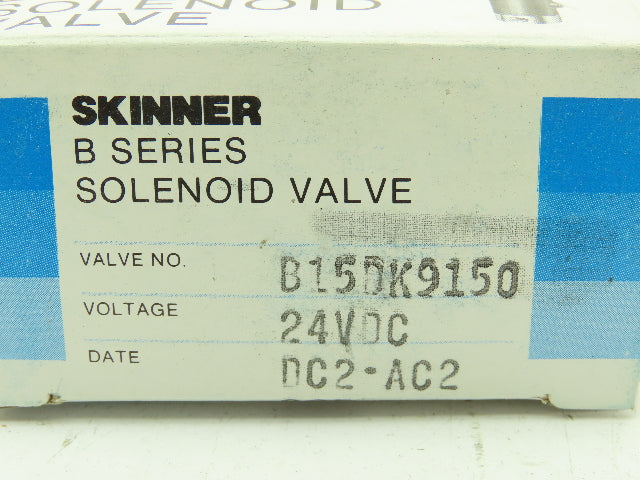 SOLENOID
VALVE
SKINNER
B SERIES
SOLENOID VALVE
VALVE NO. B15DK9150
VOLTAGE 24VDC
DATE DC2·AC2